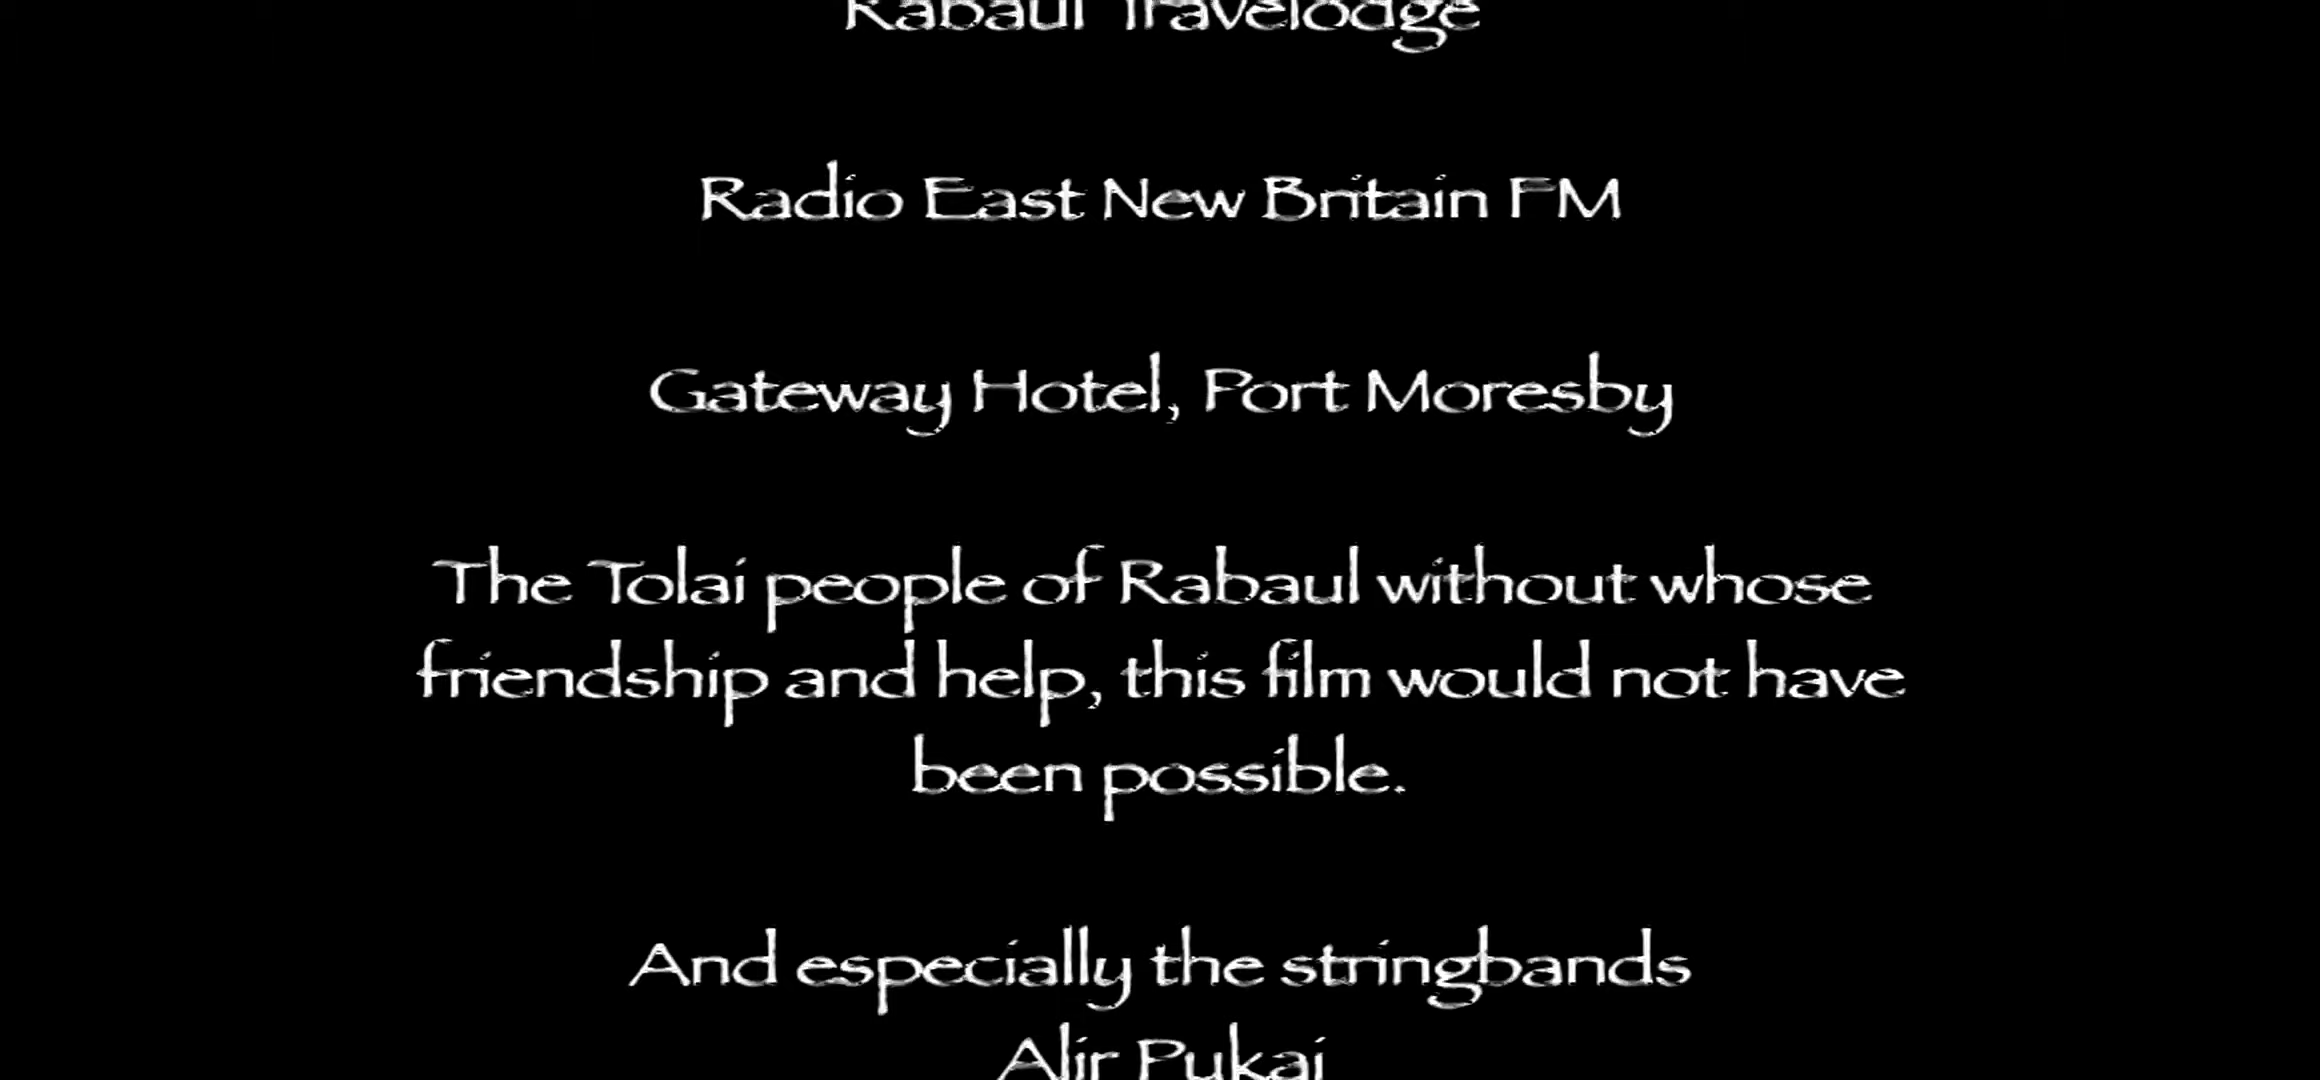 Rabaul Travelodge
Radio East New Britain FM
Gateway Hotel, Port Moresby
The Tolai people of Rabaul without whose
friendship and help, this film would not have
been possible.
And especially the stringbands
Alir Pukai